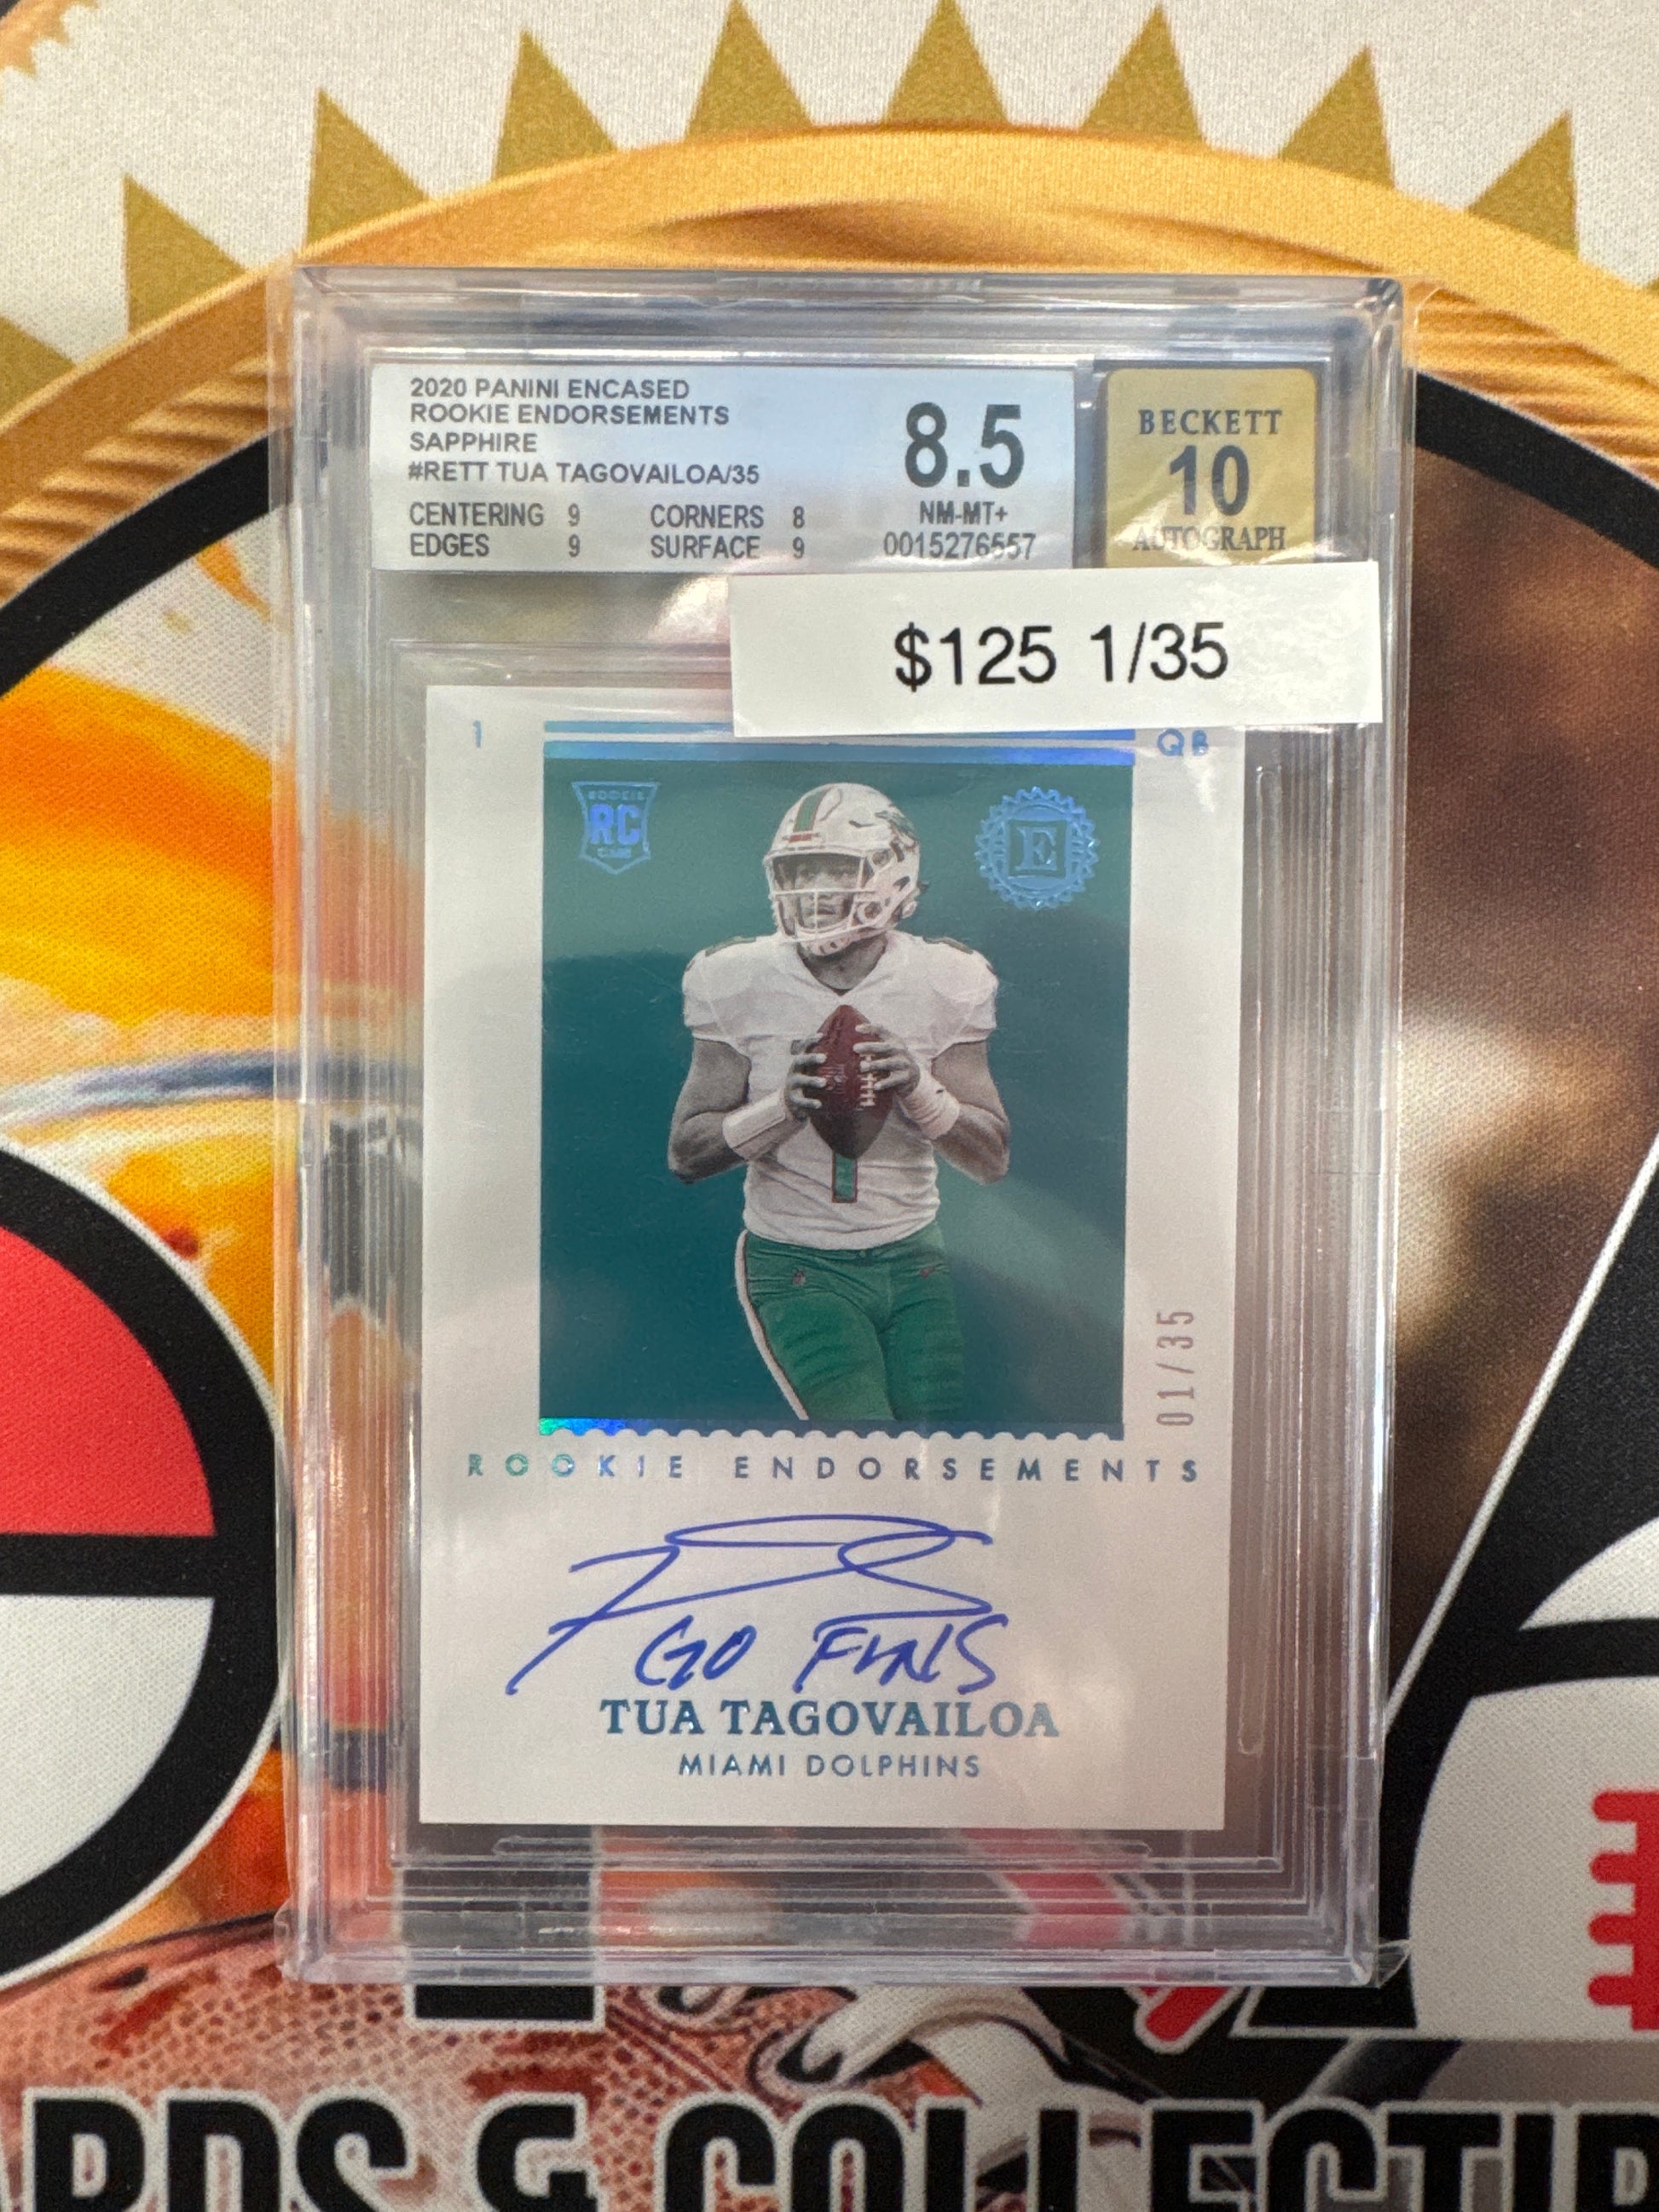 2020 PANINI ENCASED
ROOKIE ENDORSEMENTS
SAPPHIRE
#RETT TUA TAGOVAILOA/35
CENTERING 9 CORNERS 8
EDGES 9 SURFACE 9
8.5
NM-MT+
0015276557
BECKETT
10
AUTOGRAPH
$125 1/35
1
QB
ROOKIE
RC
E
1
01/35
ROOKIE ENDORSEMENTS
GO FINS
TUA TAGOVAILOA
MIAMI DOLPHINS